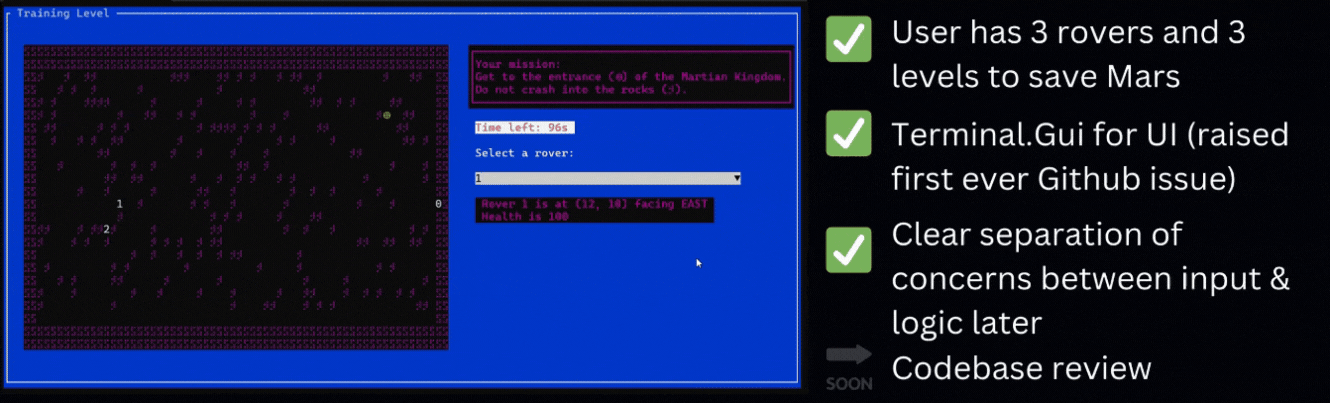 Training Level
Your mission:
Get to the entrance (0) of the Martian Kingdom.
Do not crash into the rocks
Time left: 96s
Select a rover:
1
Rover 1 is at (12, 10) facing EAST
Health is 100
1
0
2
User has 3 rovers and 3
levels to save Mars
Terminal.Gui for UI (raised
first ever Github issue)
Clear separation of
concerns between input &
logic later
SOON
Codebase review